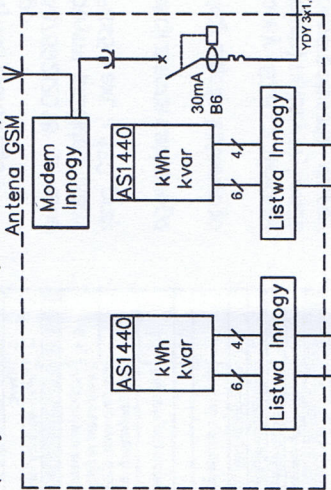 Antena GSM
Modem
Innogy
30mA
B6
YDY 3x1,
AS1440
kWh
kvar
6
4
Listwa Innogy
AS1440
kWh
kvar
6
4
Listwa Innogy